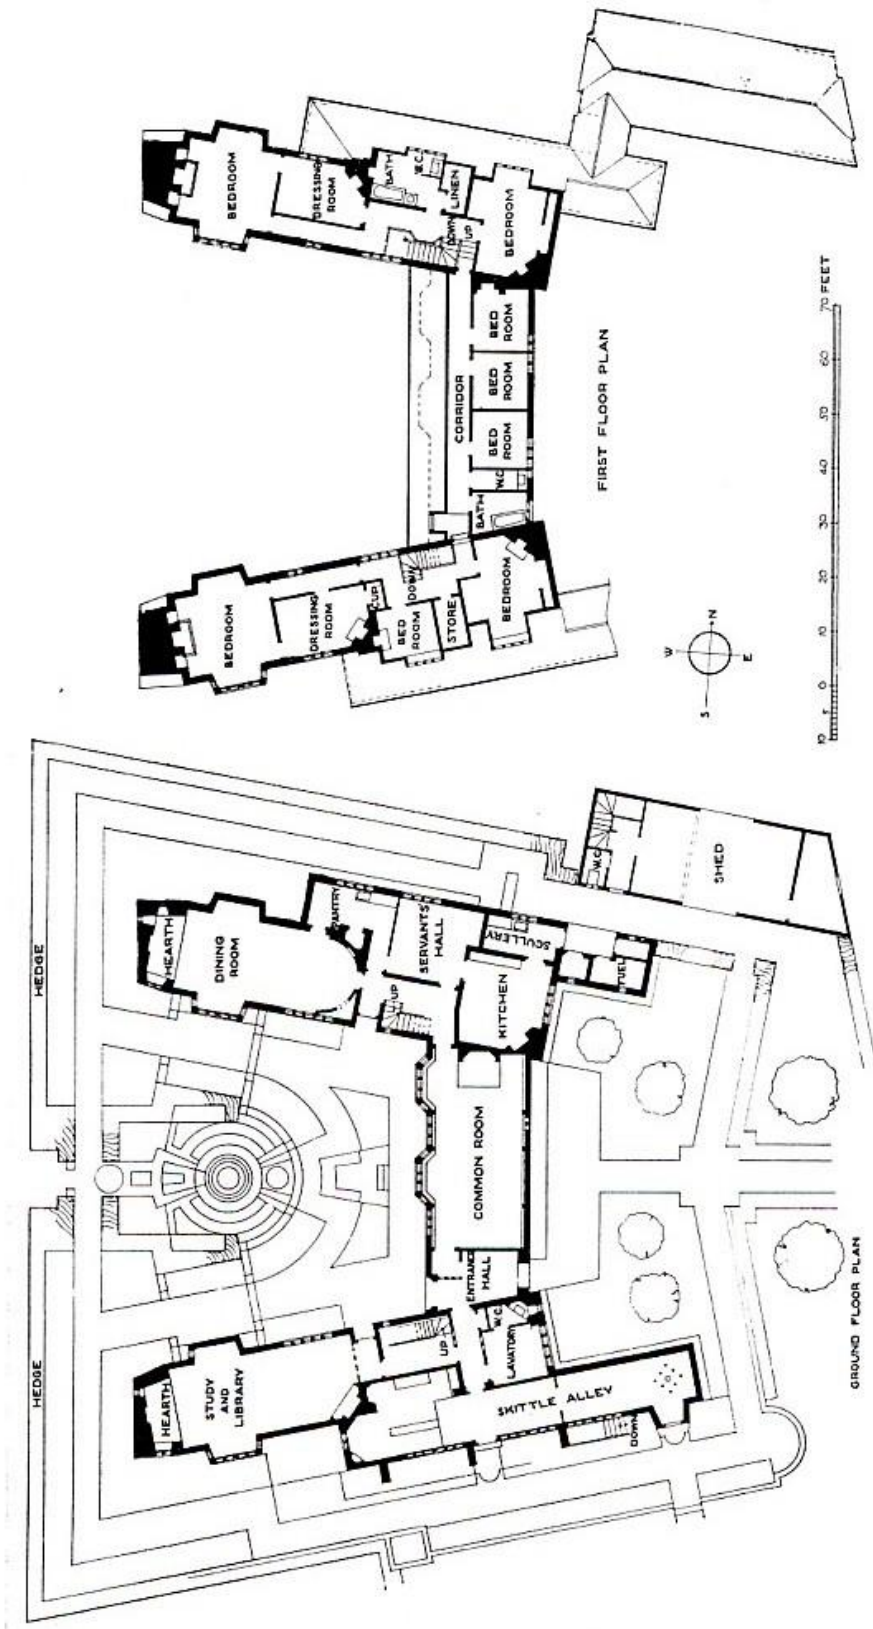 BEDROOM
DRESSING
ROOM
BATH
W.C.
LINEN
DOWN
UP
BEDROOM
BED
ROOM
BED
ROOM
BED
ROOM
CORRIDOR
W.C.
BATH
BEDROOM
DRESSING
ROOM
CUP
BED
ROOM
DOWN
STORE
BEDROOM
FIRST FLOOR PLAN
W
N
E
S
10 5 0 10 20 30 40 50 60 70 FEET
HEDGE
HEARTH
DINING
ROOM
PANTRY
SERVANTS'
HALL
UP
SCULLERY
KITCHEN
FUEL
W.C.
SHED
COMMON ROOM
ENTRANCE
HALL
HEDGE
HEARTH
STUDY
AND
LIBRARY
UP
W.C.
LAVATORY
SKITTLE ALLEY
DOWN
GROUND FLOOR PLAN